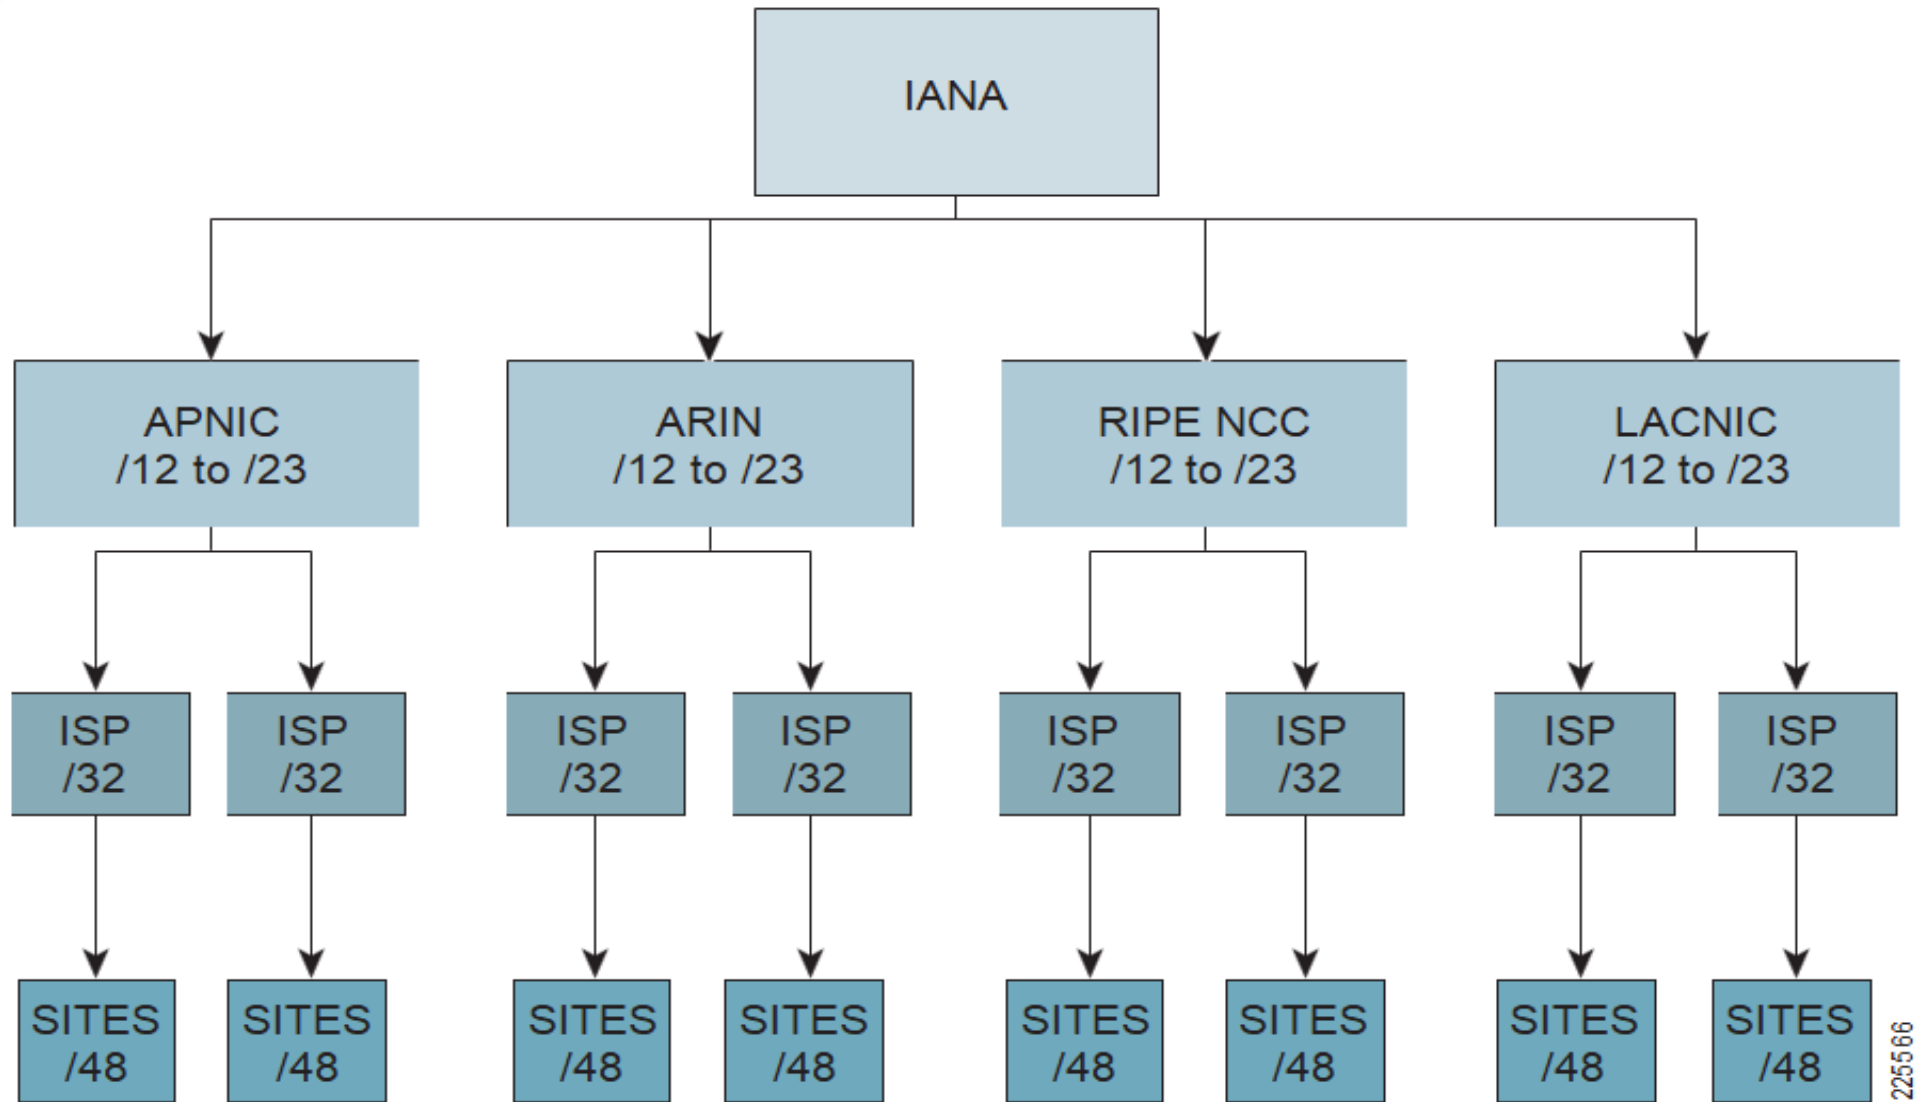 IANA
APNIC
/12 to /23
ARIN
/12 to /23
RIPE NCC
/12 to /23
LACNIC
/12 to /23
ISP
/32
ISP
/32
ISP
/32
ISP
/32
ISP
/32
ISP
/32
ISP
/32
ISP
/32
SITES
/48
SITES
/48
SITES
/48
SITES
/48
SITES
/48
SITES
/48
SITES
/48
SITES
/48
225566